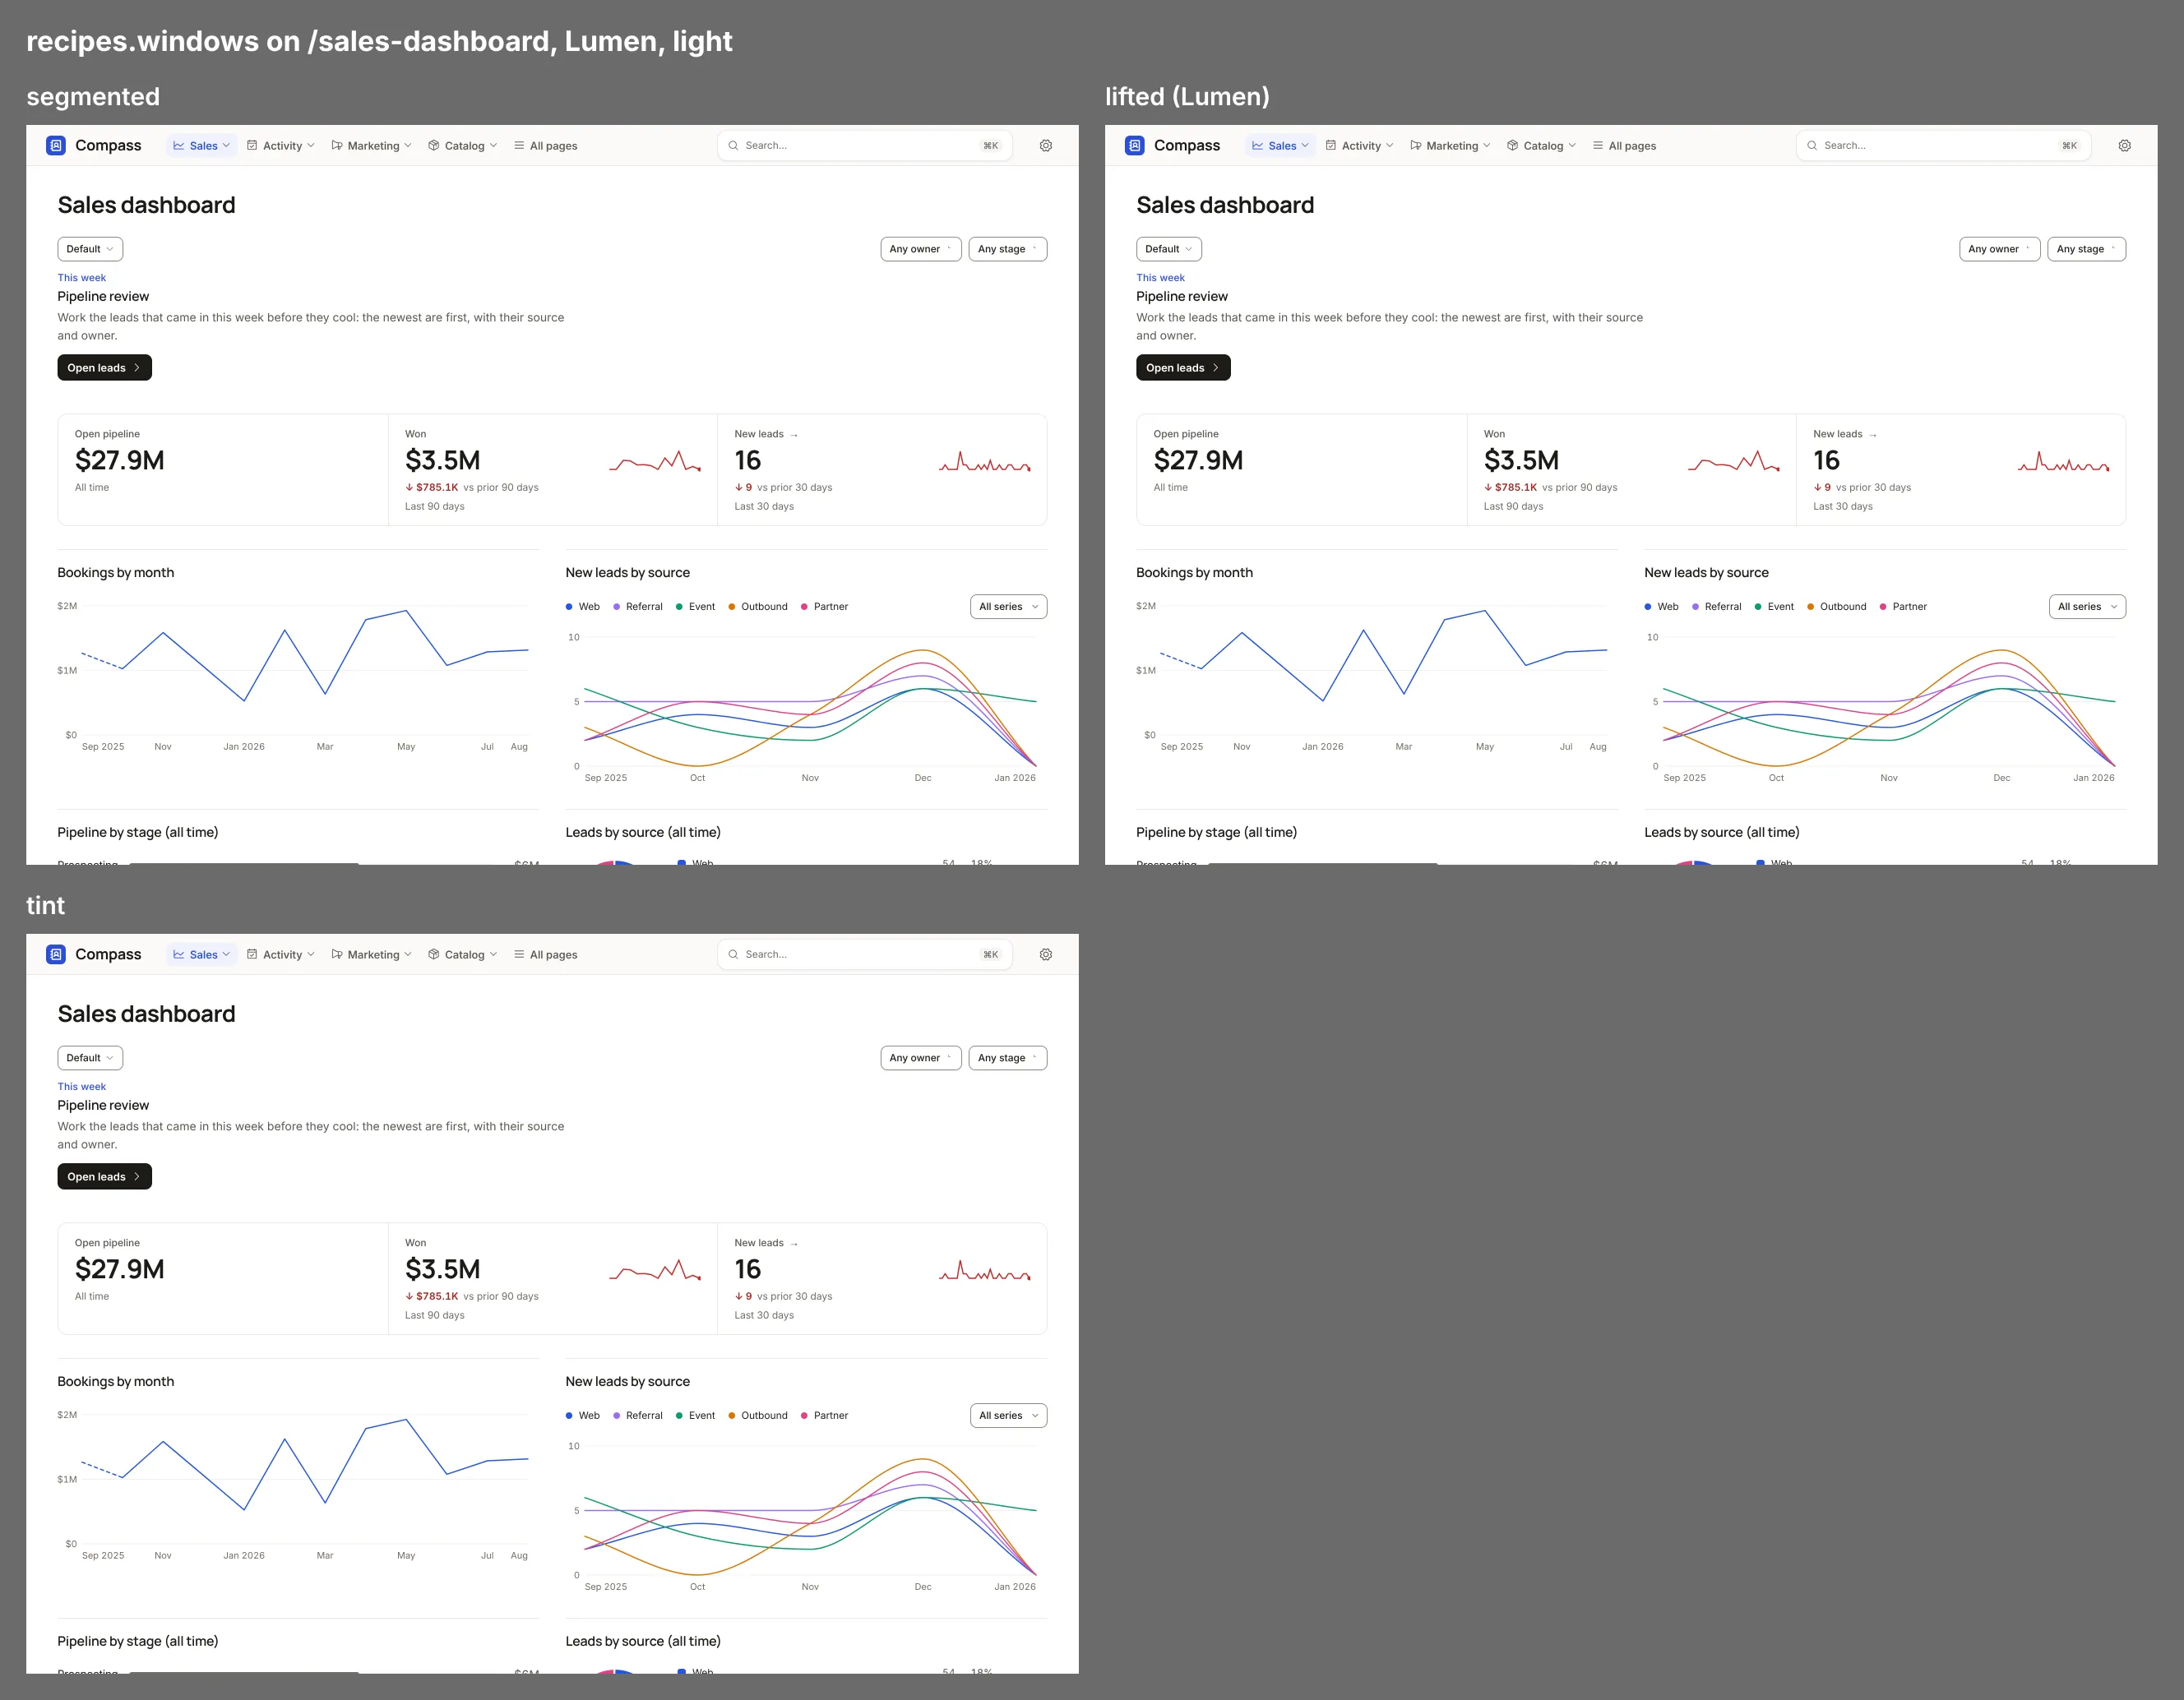 recipes.windows on /sales-dashboard, Lumen, light
segmented
Compass Sales Activity Marketing Catalog All pages Search... ⌘K
Sales dashboard
Default Any owner Any stage
This week
Pipeline review
Work the leads that came in this week before they cool: the newest are first, with their source
and owner.
Open leads
Open pipeline
$27.9M
All time
Won
$3.5M
↓ $785.1K vs prior 90 days
Last 90 days
New leads →
16
↓ 9 vs prior 30 days
Last 30 days
Bookings by month
$2M
$1M
$0
Sep 2025 Nov Jan 2026 Mar May Jul Aug
New leads by source
Web Referral Event Outbound Partner All series
10
5
0
Sep 2025 Oct Nov Dec Jan 2026
Pipeline by stage (all time)
Prospecting $6M
Leads by source (all time)
Web 54 18%
lifted (Lumen)
Compass Sales Activity Marketing Catalog All pages Search... ⌘K
Sales dashboard
Default Any owner Any stage
This week
Pipeline review
Work the leads that came in this week before they cool: the newest are first, with their source
and owner.
Open leads
Open pipeline
$27.9M
All time
Won
$3.5M
↓ $785.1K vs prior 90 days
Last 90 days
New leads →
16
↓ 9 vs prior 30 days
Last 30 days
Bookings by month
$2M
$1M
$0
Sep 2025 Nov Jan 2026 Mar May Jul Aug
New leads by source
Web Referral Event Outbound Partner All series
10
5
0
Sep 2025 Oct Nov Dec Jan 2026
Pipeline by stage (all time)
Prospecting $6M
Leads by source (all time)
Web 54 18%
tint
Compass Sales Activity Marketing Catalog All pages Search... ⌘K
Sales dashboard
Default Any owner Any stage
This week
Pipeline review
Work the leads that came in this week before they cool: the newest are first, with their source
and owner.
Open leads
Open pipeline
$27.9M
All time
Won
$3.5M
↓ $785.1K vs prior 90 days
Last 90 days
New leads →
16
↓ 9 vs prior 30 days
Last 30 days
Bookings by month
$2M
$1M
$0
Sep 2025 Nov Jan 2026 Mar May Jul Aug
New leads by source
Web Referral Event Outbound Partner All series
10
5
0
Sep 2025 Oct Nov Dec Jan 2026
Pipeline by stage (all time)
Prospecting $6M
Leads by source (all time)
Web 54 18%